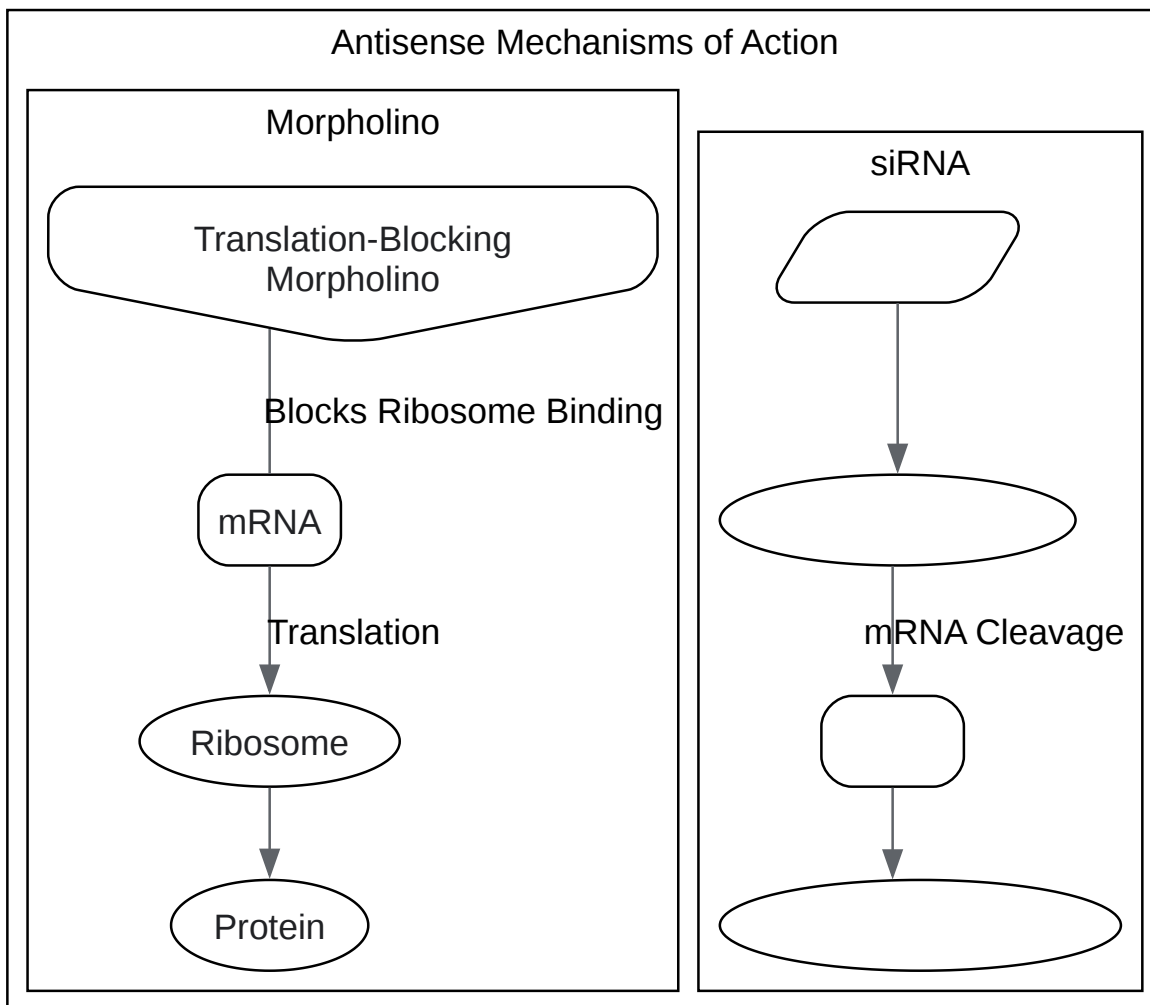 Antisense Mechanisms of Action
Morpholino
Translation-Blocking
Morpholino
Blocks Ribosome Binding
mRNA
Translation
Ribosome
Protein
siRNA
mRNA Cleavage